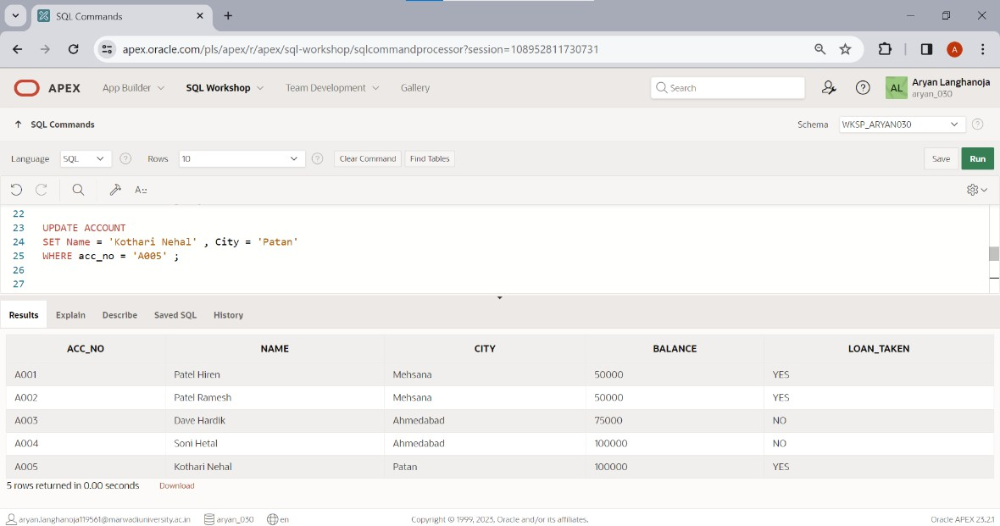 SQL Commands
apex.oracle.com/pls/apex/r/apex/sql-workshop/sqlcommandprocessor?session=108952811730731
A
APEX App Builder SQL Workshop Team Development Gallery Search AL Aryan Langhanoja
aryan_030
SQL Commands Schema WKSP_ARYAN030
Language SQL Rows 10 Clear Command Find Tables Save Run
22
23 UPDATE ACCOUNT
24 SET Name = 'Kothari Nehal' , City = 'Patan'
25 WHERE acc_no = 'A005' ;
26
27
Results Explain Describe Saved SQL History
ACC_NO NAME CITY BALANCE LOAN_TAKEN
A001 Patel Hiren Mehsana 50000 YES
A002 Patel Ramesh Mehsana 50000 YES
A003 Dave Hardik Ahmedabad 75000 NO
A004 Soni Hetal Ahmedabad 100000 NO
A005 Kothari Nehal Patan 100000 YES
5 rows returned in 0.00 seconds Download
aryan.langhanoja119561@marwadiuniversity.ac.in aryan_030 en Copyright © 1999, 2023, Oracle and/or its affiliates. Oracle APEX 23.2.1